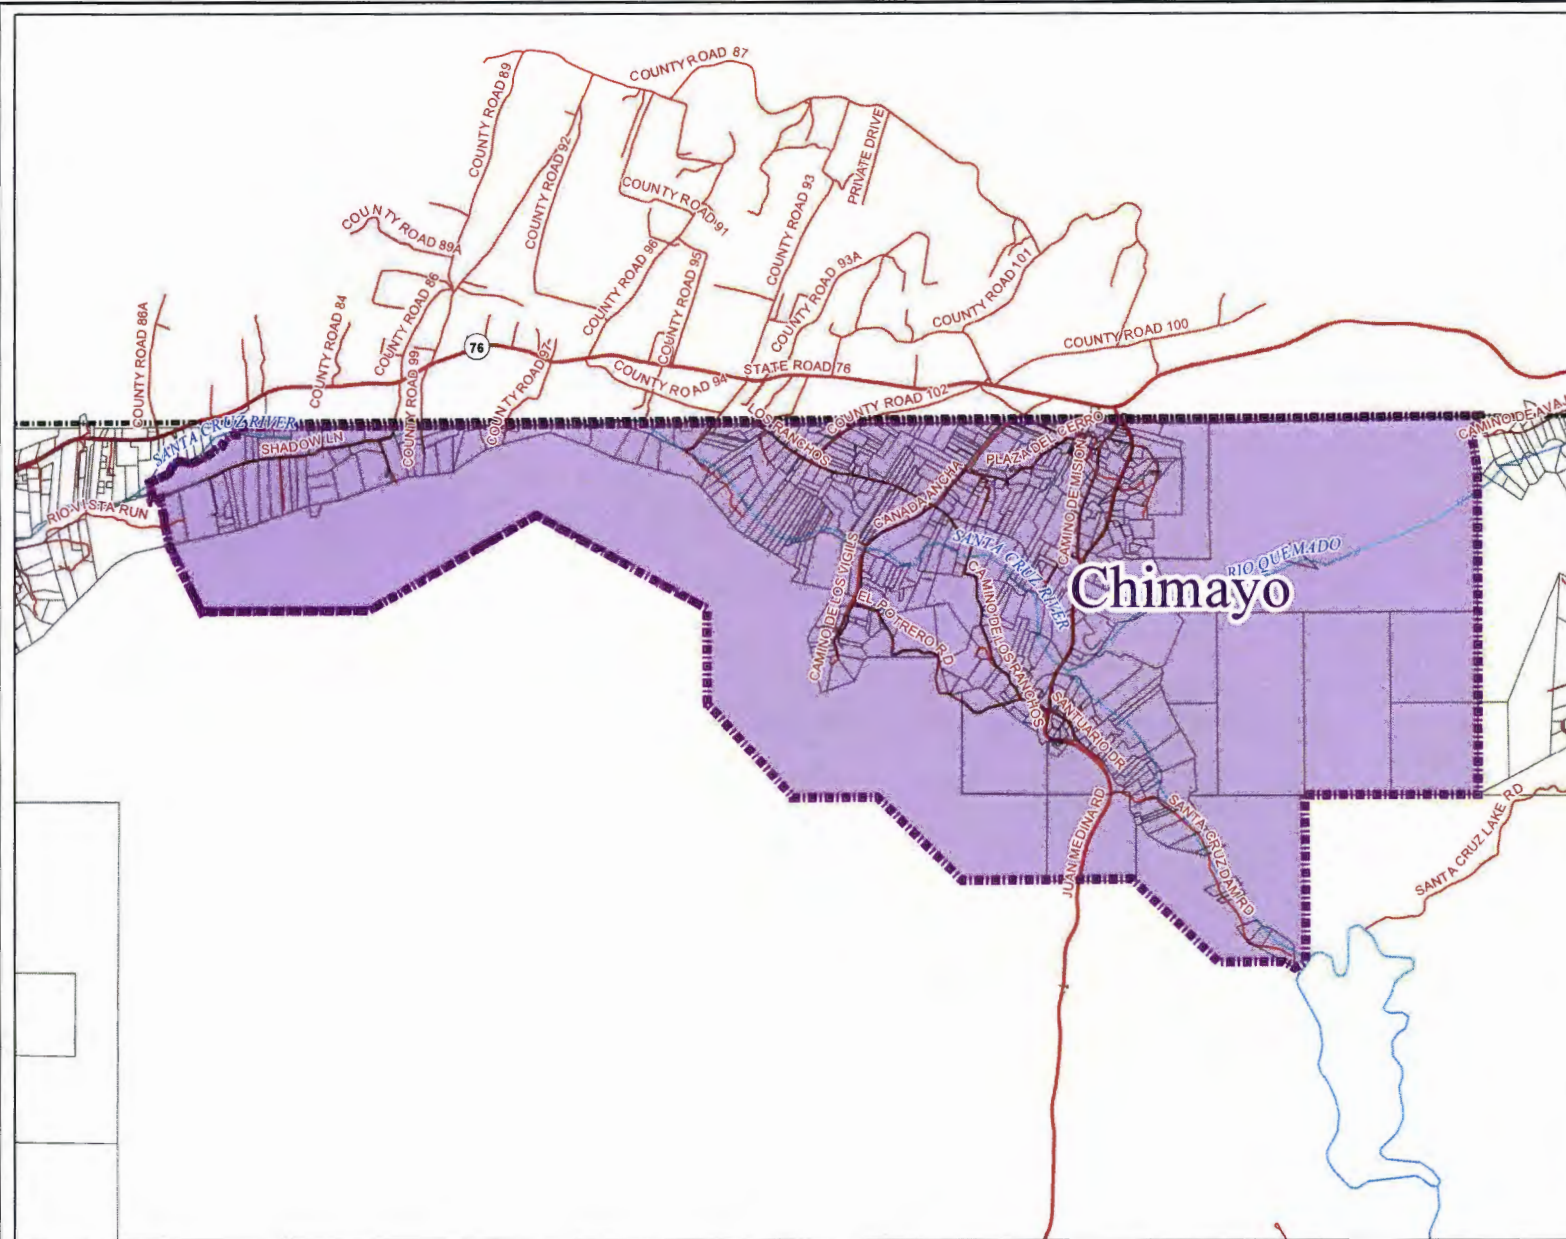 COUNTY ROAD 87
COUNTY ROAD 89
COUNTY ROAD 92
PRIVATE DRIVE
COUNTY ROAD 91
COUNTY ROAD 93
COUNTY ROAD 89A
COUNTY ROAD 96
COUNTY ROAD 95
COUNTY ROAD 93A
COUNTY ROAD 101
COUNTY ROAD 86A
COUNTY ROAD 84
COUNTY ROAD 86
COUNTY ROAD 99
76
COUNTY ROAD 97
COUNTY ROAD 94
STATE ROAD 76
COUNTY ROAD 100
COUNTY ROAD 102
SANTA CRUZ RIVER
SHADOW LN
LOS RANCHOS
PLAZA DEL CERRO
CAMINO DE AVA
RIO VISTA RUN
CANADA ANCHA
CAMINO DE MISION
SANTA CRUZ RIVER
RIO QUEMADO
Chimayo
CAMINO DE LOS VIGILS
EL POTRERO RD
CAMINO DE LOS RANCHOS
SANTUARIO DR
JUAN MEDINA RD
SANTA CRUZ DAM RD
SANTA CRUZ LAKE RD